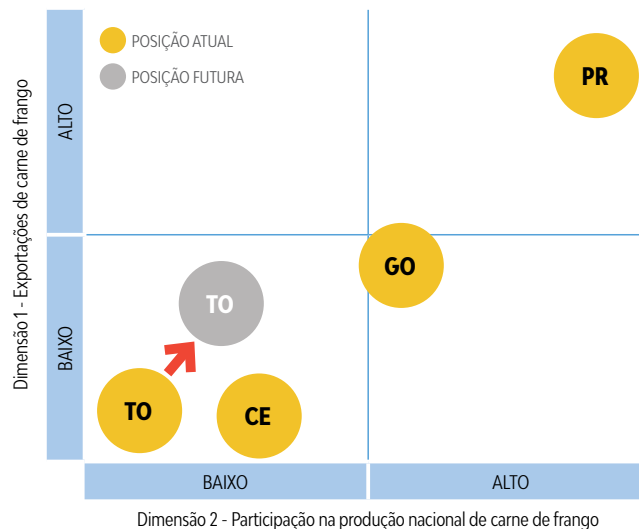 POSIÇÃO ATUAL
POSIÇÃO FUTURA
PR
Dimensão 1 - Exportações de carne de frango
ALTO
GO
TO
BAIXO
TO
CE
BAIXO
ALTO
Dimensão 2 - Participação na produção nacional de carne de frango